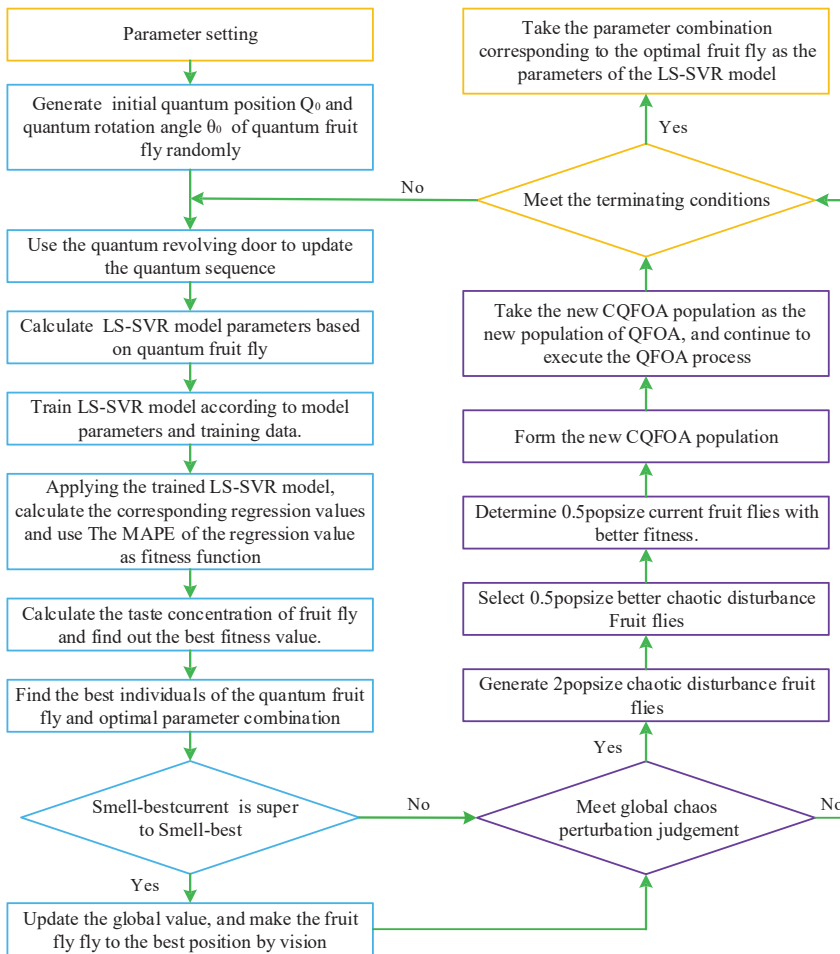 Parameter setting
Generate initial quantum position Q₀ and
quantum rotation angle θ₀ of quantum fruit
fly randomly
Use the quantum revolving door to update
the quantum sequence
Calculate LS-SVR model parameters based
on quantum fruit fly
Train LS-SVR model according to model
parameters and training data.
Applying the trained LS-SVR model,
calculate the corresponding regression values
and use The MAPE of the regression value
as fitness function
Calculate the taste concentration of fruit fly
and find out the best fitness value.
Find the best individuals of the quantum fruit
fly and optimal parameter combination
Smell-bestcurrent is super
to Smell-best
No
Yes
Update the global value, and make the fruit
fly fly to the best position by vision
Take the parameter combination
corresponding to the optimal fruit fly as the
parameters of the LS-SVR model
Yes
No
Meet the terminating conditions
Take the new CQFOA population as the
new population of QFOA, and continue to
execute the QFOA process
Form the new CQFOA population
Determine 0.5popsize current fruit flies with
better fitness.
Select 0.5popsize better chaotic disturbance
Fruit flies
Generate 2popsize chaotic disturbance fruit
flies
Yes
Meet global chaos
perturbation judgement
No